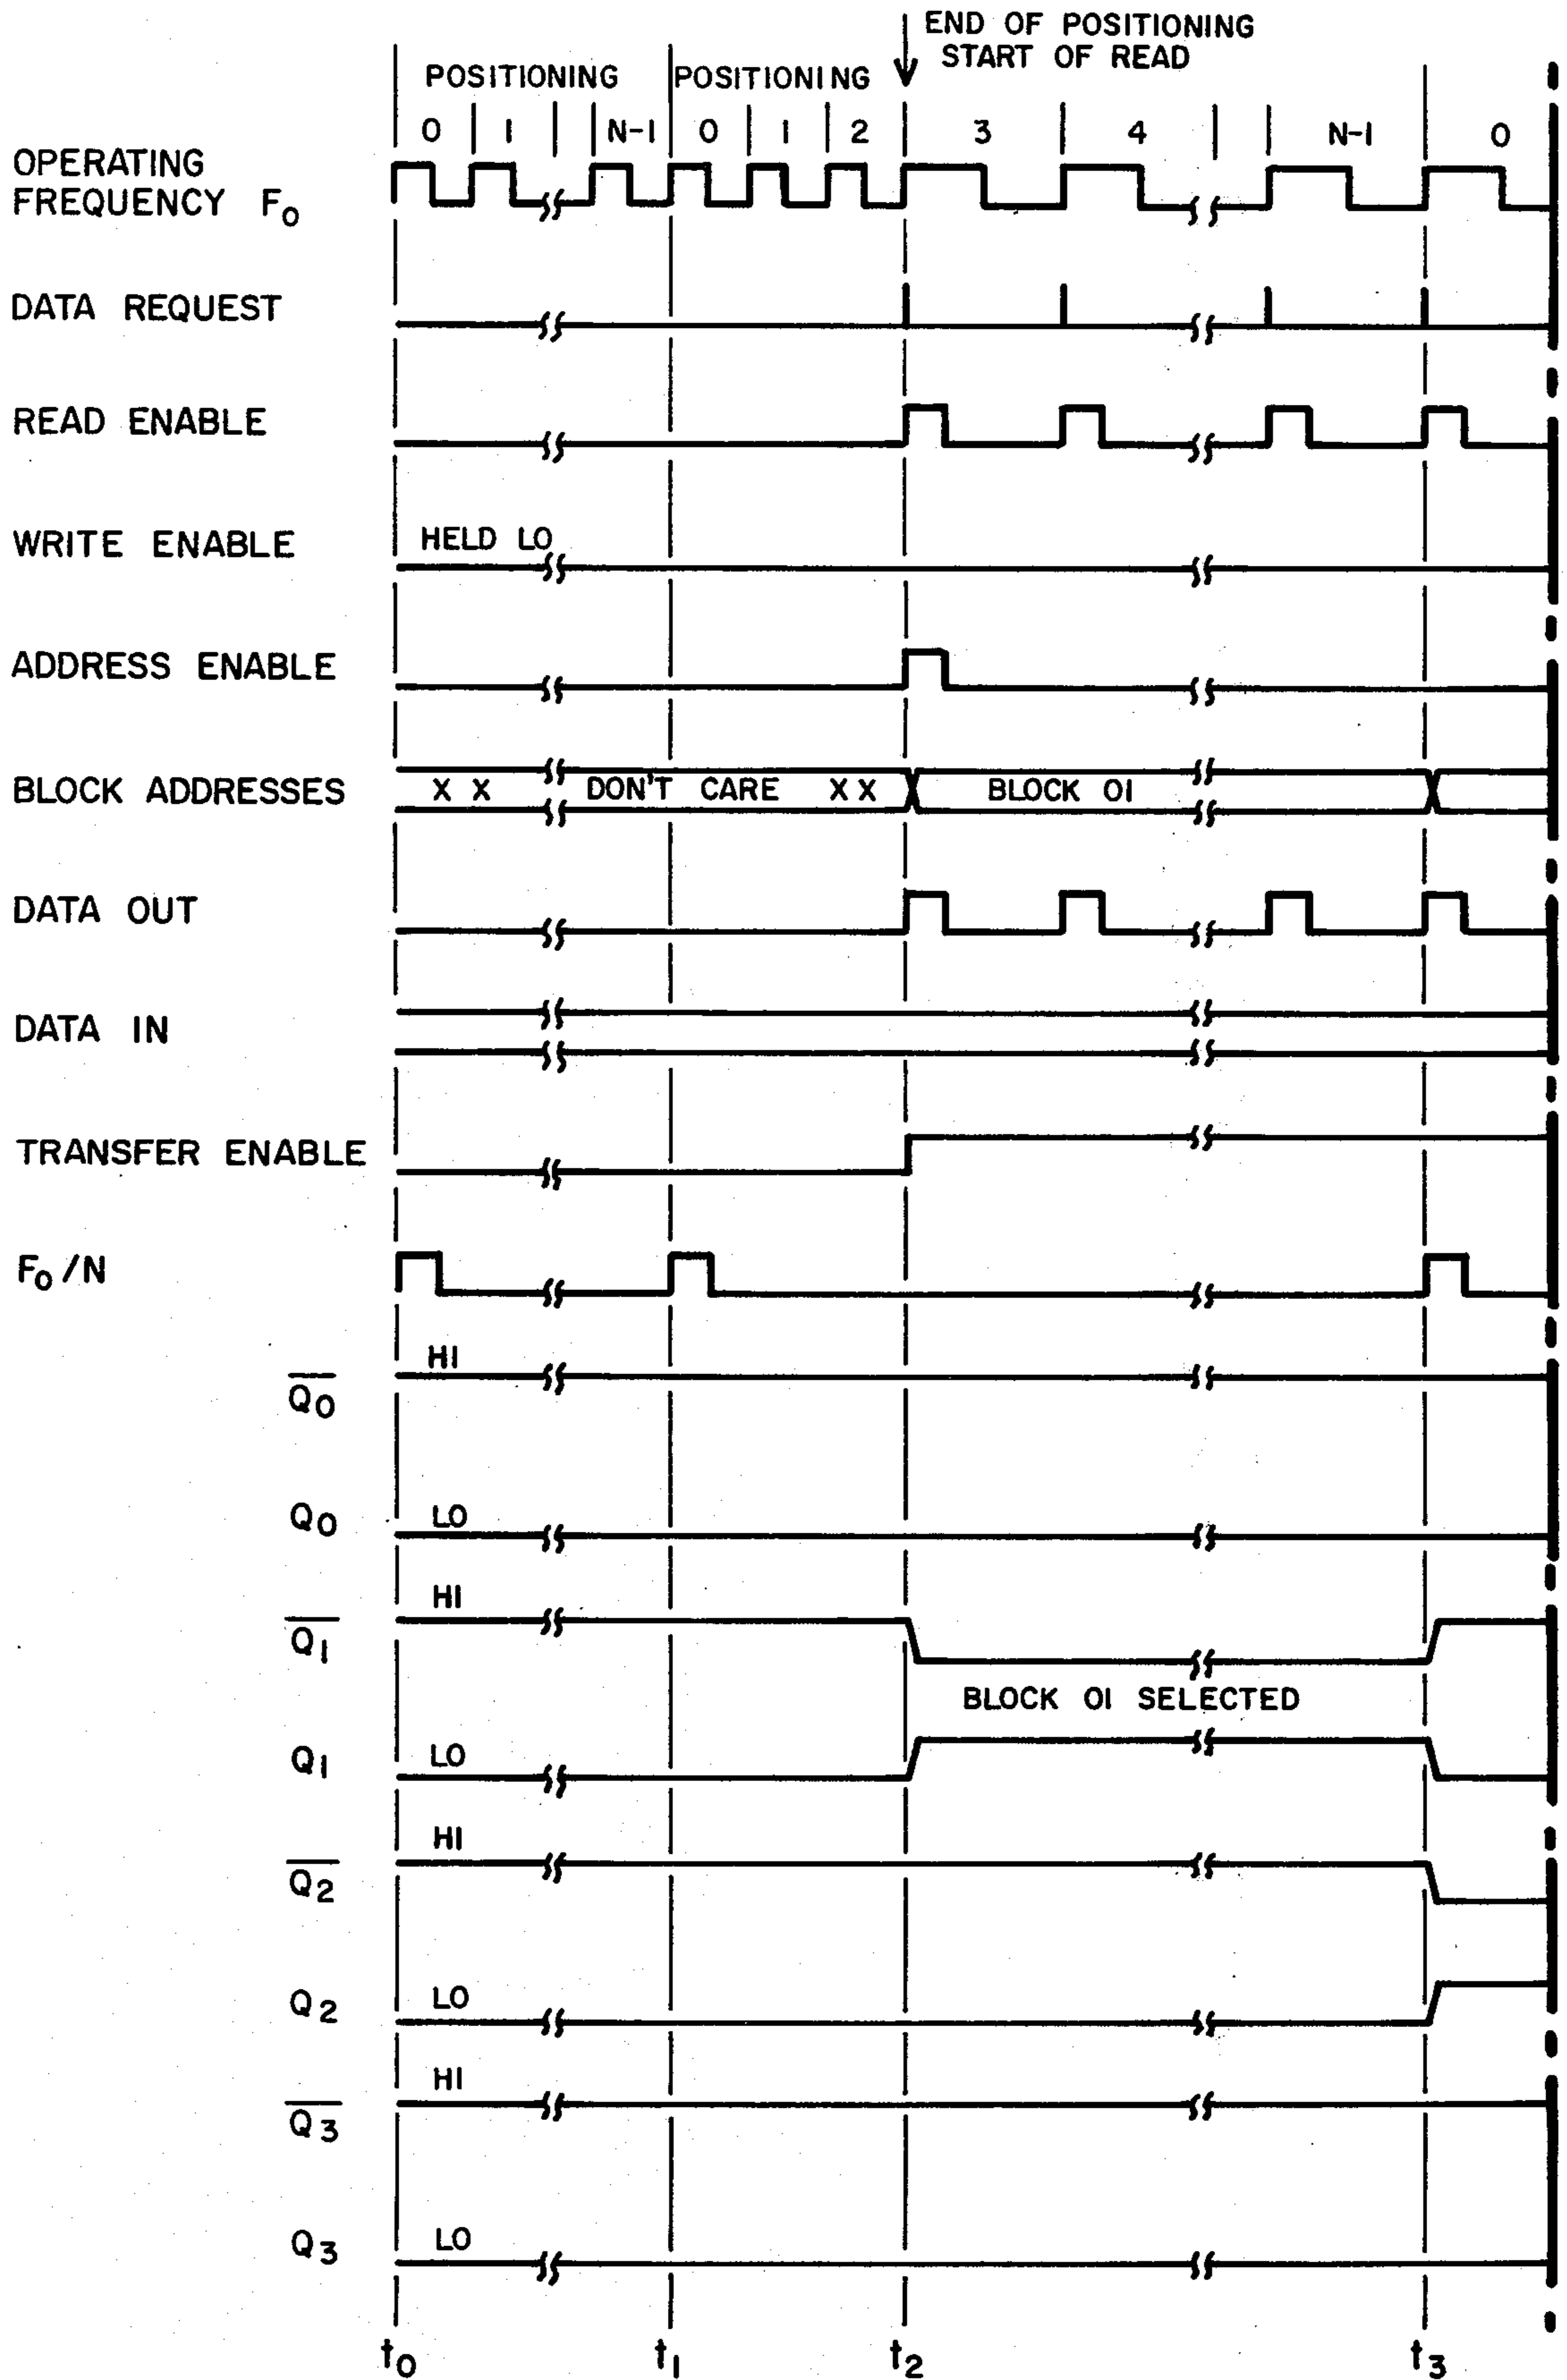 END OF POSITIONING
START OF READ
POSITIONING POSITIONING
0 1 N-1 0 1 2 3 4 N-1 0
OPERATING
FREQUENCY F0
DATA REQUEST
READ ENABLE
WRITE ENABLE HELD LO
ADDRESS ENABLE
BLOCK ADDRESSES X X DON'T CARE X X BLOCK 01
DATA OUT
DATA IN
TRANSFER ENABLE
F0/N
HI
Q0
Q0 LO
HI
Q1
BLOCK 01 SELECTED
Q1 LO
HI
Q2
Q2 LO
HI
Q3
Q3 LO
t0 t1 t2 t3